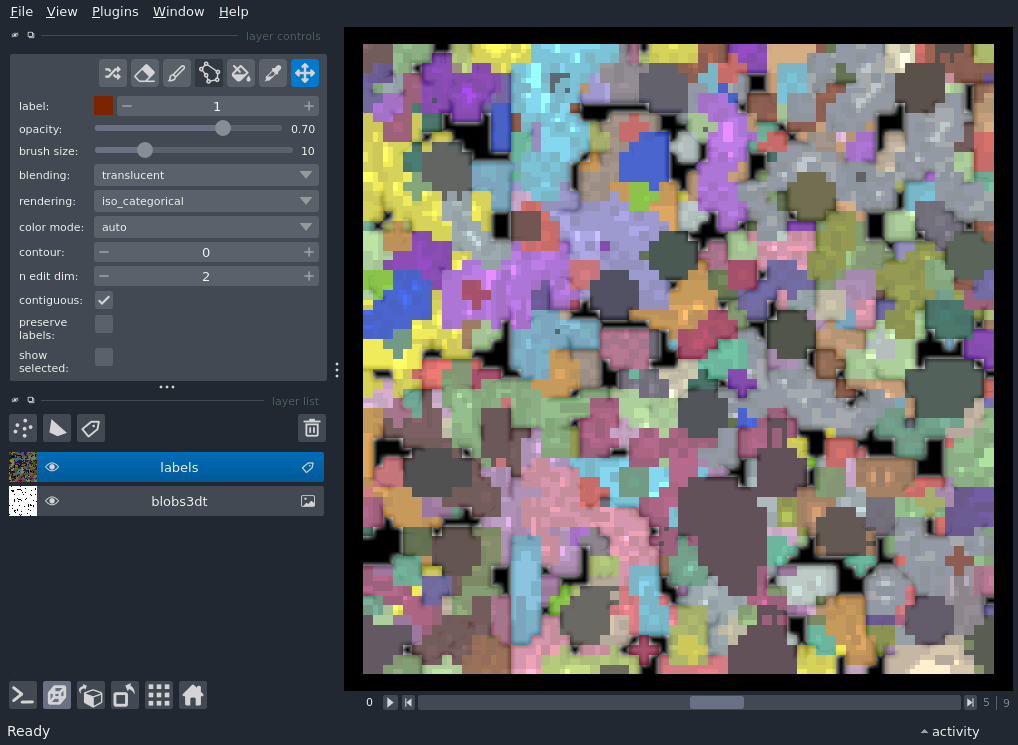 File View Plugins Window Help
layer controls
label: 1
opacity: 0.70
brush size: 10
blending: translucent
rendering: iso_categorical
color mode: auto
contour: 0
n edit dim: 2
contiguous:
preserve
labels:
show
selected:
layer list
labels
blobs3dt
0 5 9
Ready activity